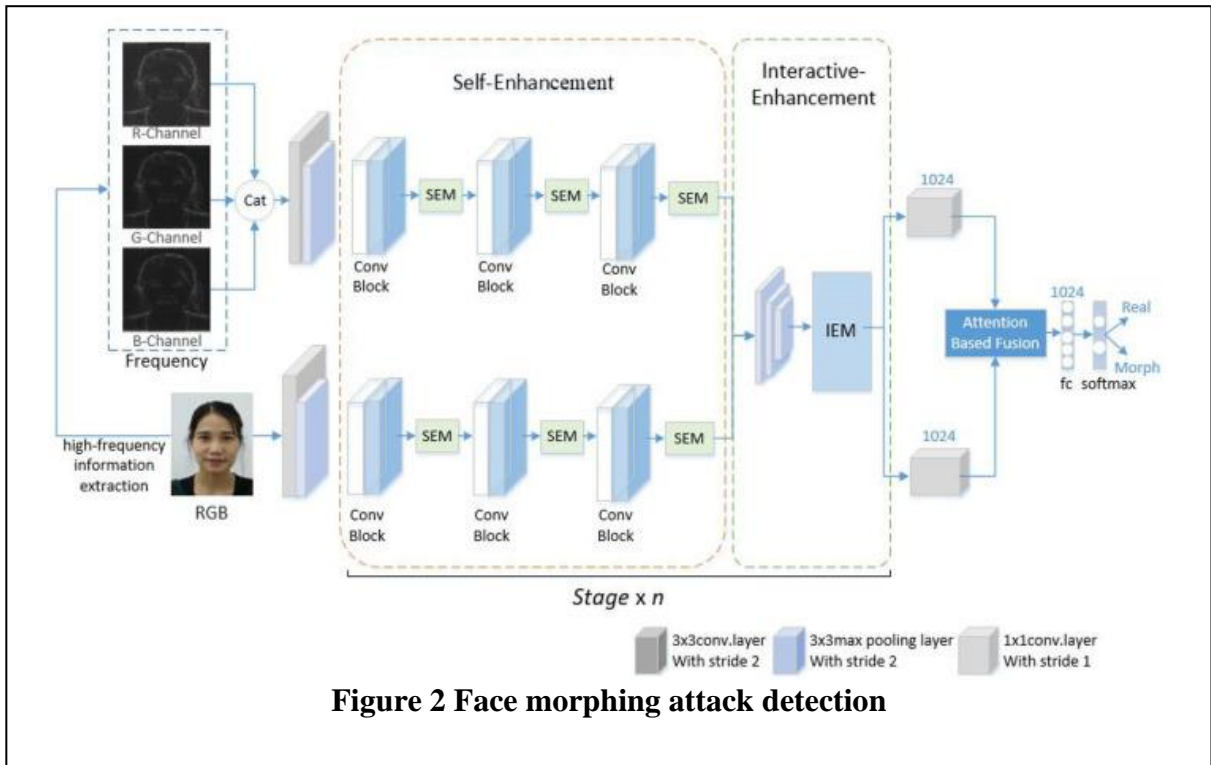 R-Channel
G-Channel
B-Channel
Frequency
Cat
high-frequency
information
extraction
RGB
Self-Enhancement
Conv
Block
SEM
Conv
Block
SEM
Conv
Block
SEM
Conv
Block
SEM
Conv
Block
SEM
Conv
Block
SEM
Interactive-
Enhancement
IEM
1024
1024
Attention
Based Fusion
1024
fc softmax
Real
Morph
Stage x n
3x3conv.layer
With stride 2
3x3max pooling layer
With stride 2
1x1conv.layer
With stride 1
Figure 2 Face morphing attack detection